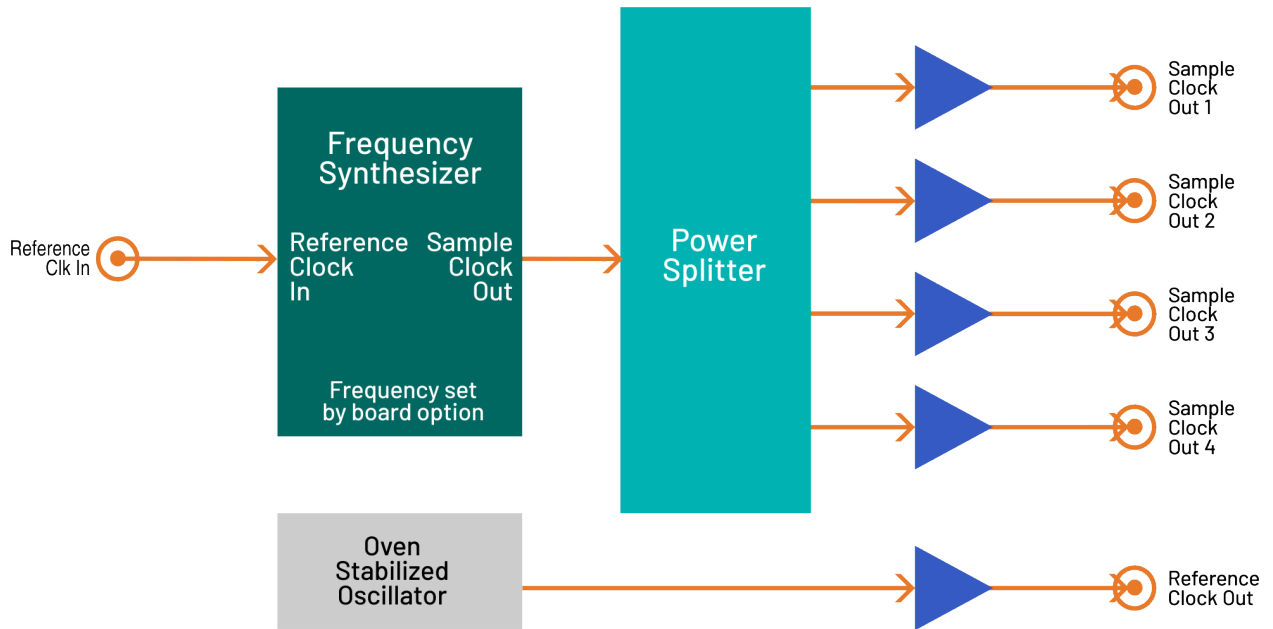 Reference
Clk In
Frequency
Synthesizer
Reference
Clock
In
Sample
Clock
Out
Frequency set
by board option
Power
Splitter
Sample
Clock
Out 1
Sample
Clock
Out 2
Sample
Clock
Out 3
Sample
Clock
Out 4
Oven
Stabilized
Oscillator
Reference
Clock Out